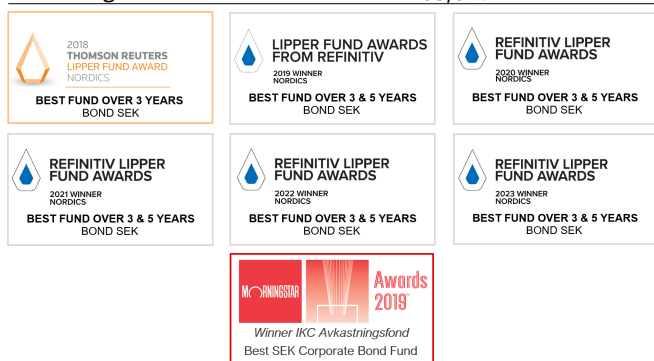 2018
THOMSON REUTERS
LIPPER FUND AWARD
NORDICS
BEST FUND OVER 3 YEARS
BOND SEK
LIPPER FUND AWARDS
FROM REFINITIV
2019 WINNER
NORDICS
BEST FUND OVER 3 & 5 YEARS
BOND SEK
REFINITIV LIPPER
FUND AWARDS
2020 WINNER
NORDICS
BEST FUND OVER 3 & 5 YEARS
BOND SEK
REFINITIV LIPPER
FUND AWARDS
2021 WINNER
NORDICS
BEST FUND OVER 3 & 5 YEARS
BOND SEK
REFINITIV LIPPER
FUND AWARDS
2022 WINNER
NORDICS
BEST FUND OVER 3 & 5 YEARS
BOND SEK
REFINITIV LIPPER
FUND AWARDS
2023 WINNER
NORDICS
BEST FUND OVER 3 & 5 YEARS
BOND SEK
MORNINGSTAR
Awards
2019
Winner IKC Avkastningsfond
Best SEK Corporate Bond Fund